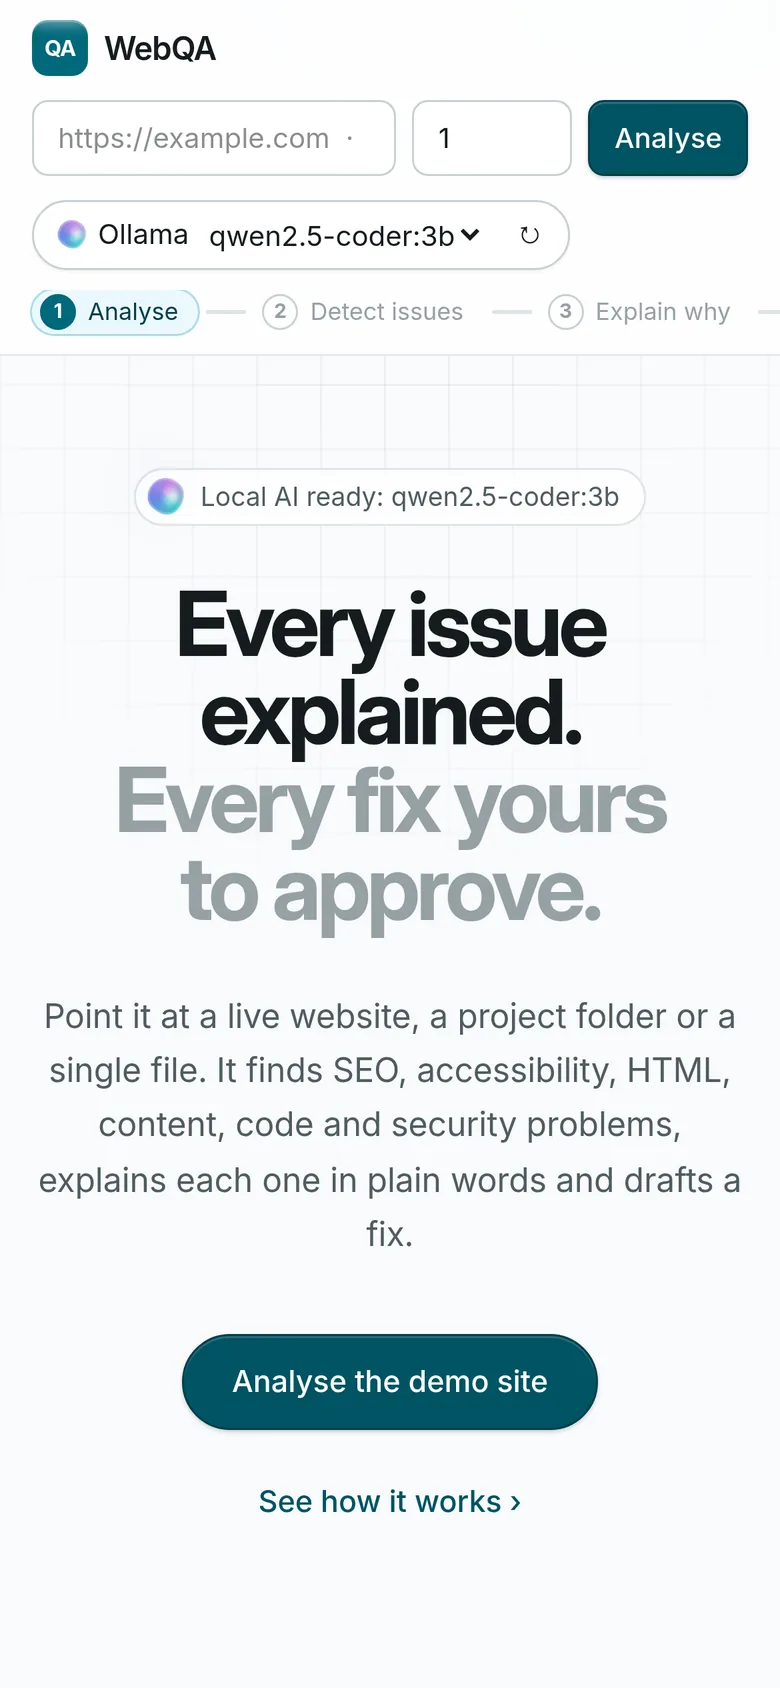 QA WebQA
https://example.com · 1 Analyse
Ollama qwen2.5-coder:3b ↻
1 Analyse 2 Detect issues 3 Explain why
Local AI ready: qwen2.5-coder:3b
Every issue
explained.
Every fix yours
to approve.
Point it at a live website, a project folder or a
single file. It finds SEO, accessibility, HTML,
content, code and security problems,
explains each one in plain words and drafts a
fix.
Analyse the demo site
See how it works ›